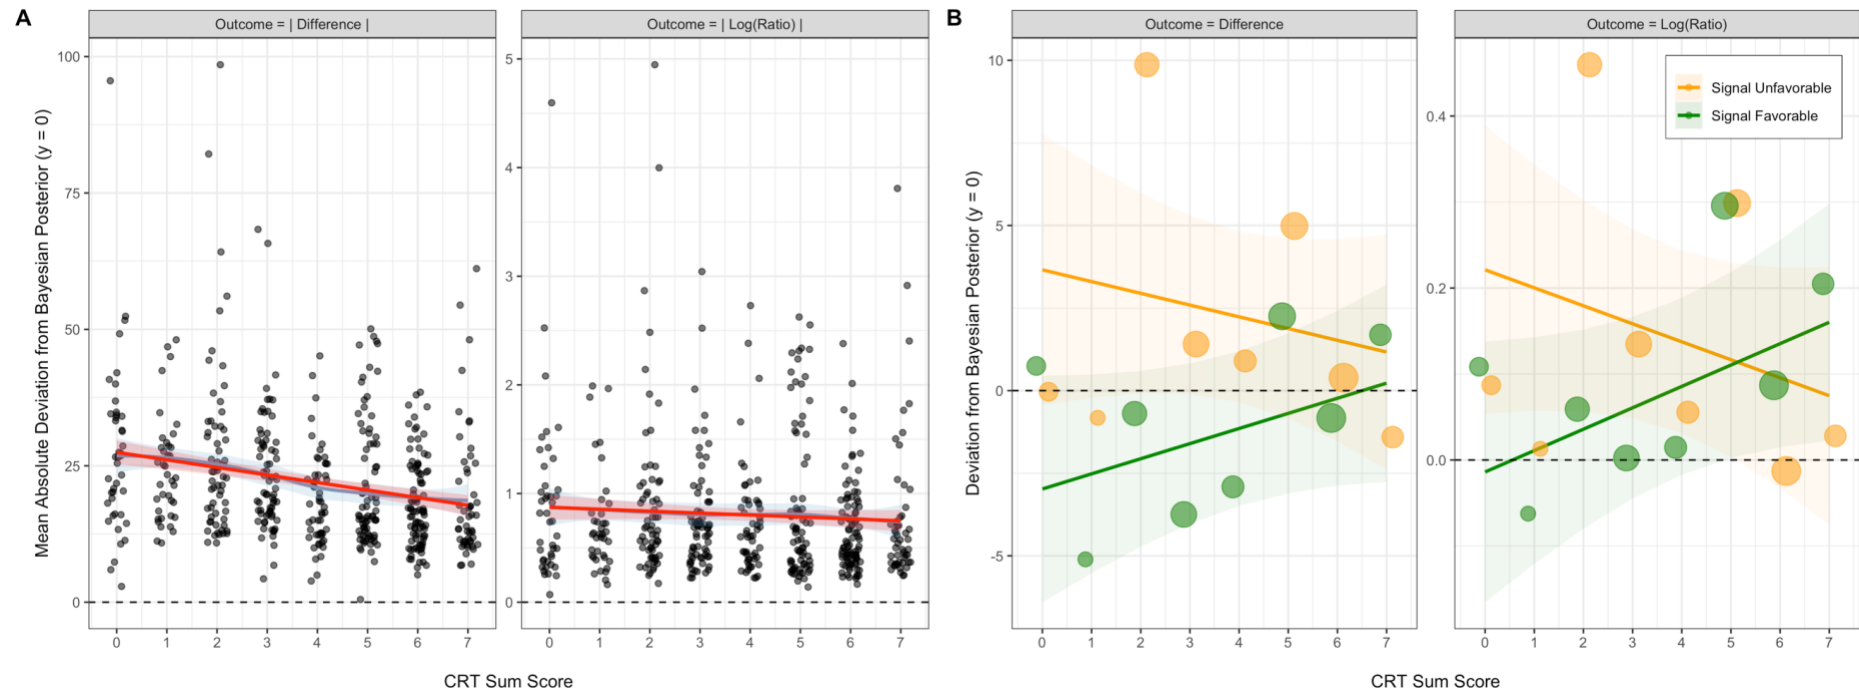 A
Outcome = | Difference |
Outcome = | Log(Ratio) |
Mean Absolute Deviation from Bayesian Posterior (y = 0)
100
75
50
25
0
5
4
3
2
1
0
0 1 2 3 4 5 6 7
0 1 2 3 4 5 6 7
CRT Sum Score
B
Outcome = Difference
Outcome = Log(Ratio)
Deviation from Bayesian Posterior (y = 0)
10
5
0
-5
0.4
0.2
0.0
Signal Unfavorable
Signal Favorable
0 1 2 3 4 5 6 7
0 1 2 3 4 5 6 7
CRT Sum Score